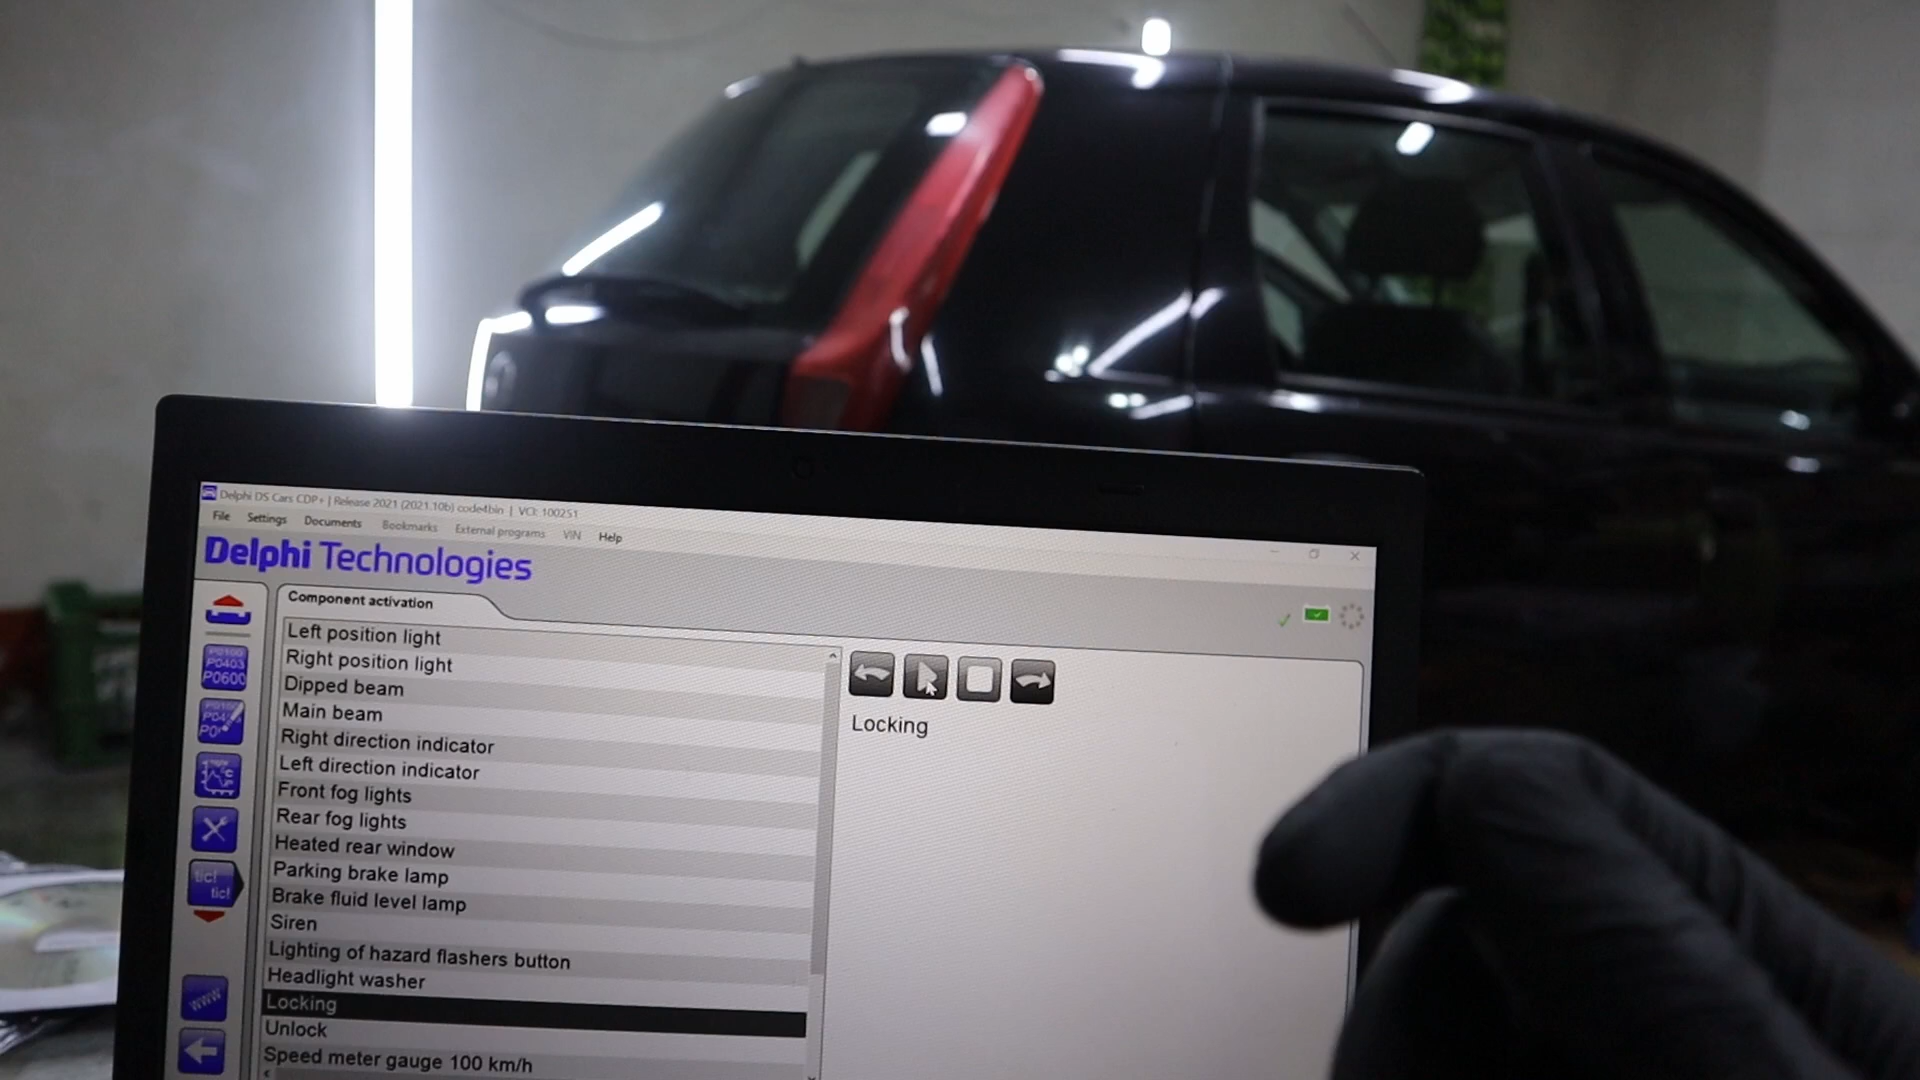 Delphi DS Cars CDP+ | Release 2021 (2021.10b) code4bin | VCI: 100251
File Settings Documents Bookmarks External programs VIN Help
Delphi Technologies
Component activation
Left position light
Right position light
Dipped beam
Main beam
Right direction indicator
Left direction indicator
Front fog lights
Rear fog lights
Heated rear window
Parking brake lamp
Brake fluid level lamp
Siren
Lighting of hazard flashers button
Headlight washer
Locking
Unlock
Speed meter gauge 100 km/h
Locking
P0100
P0403
P0600
tic!
tic!
www